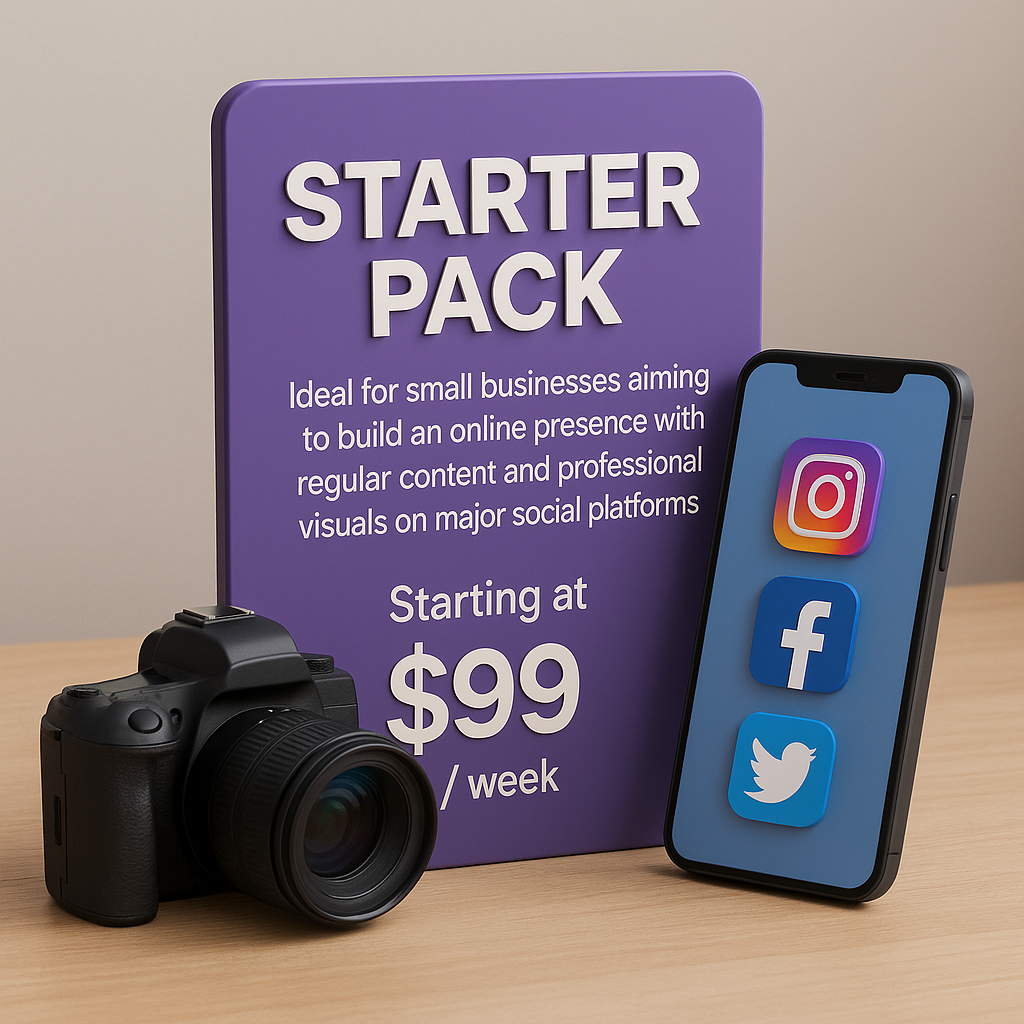 STARTER
PACK
Ideal for small businesses aiming
to build an online presence with
regular content and professional
visuals on major social platforms
Starting at
$99
/ week